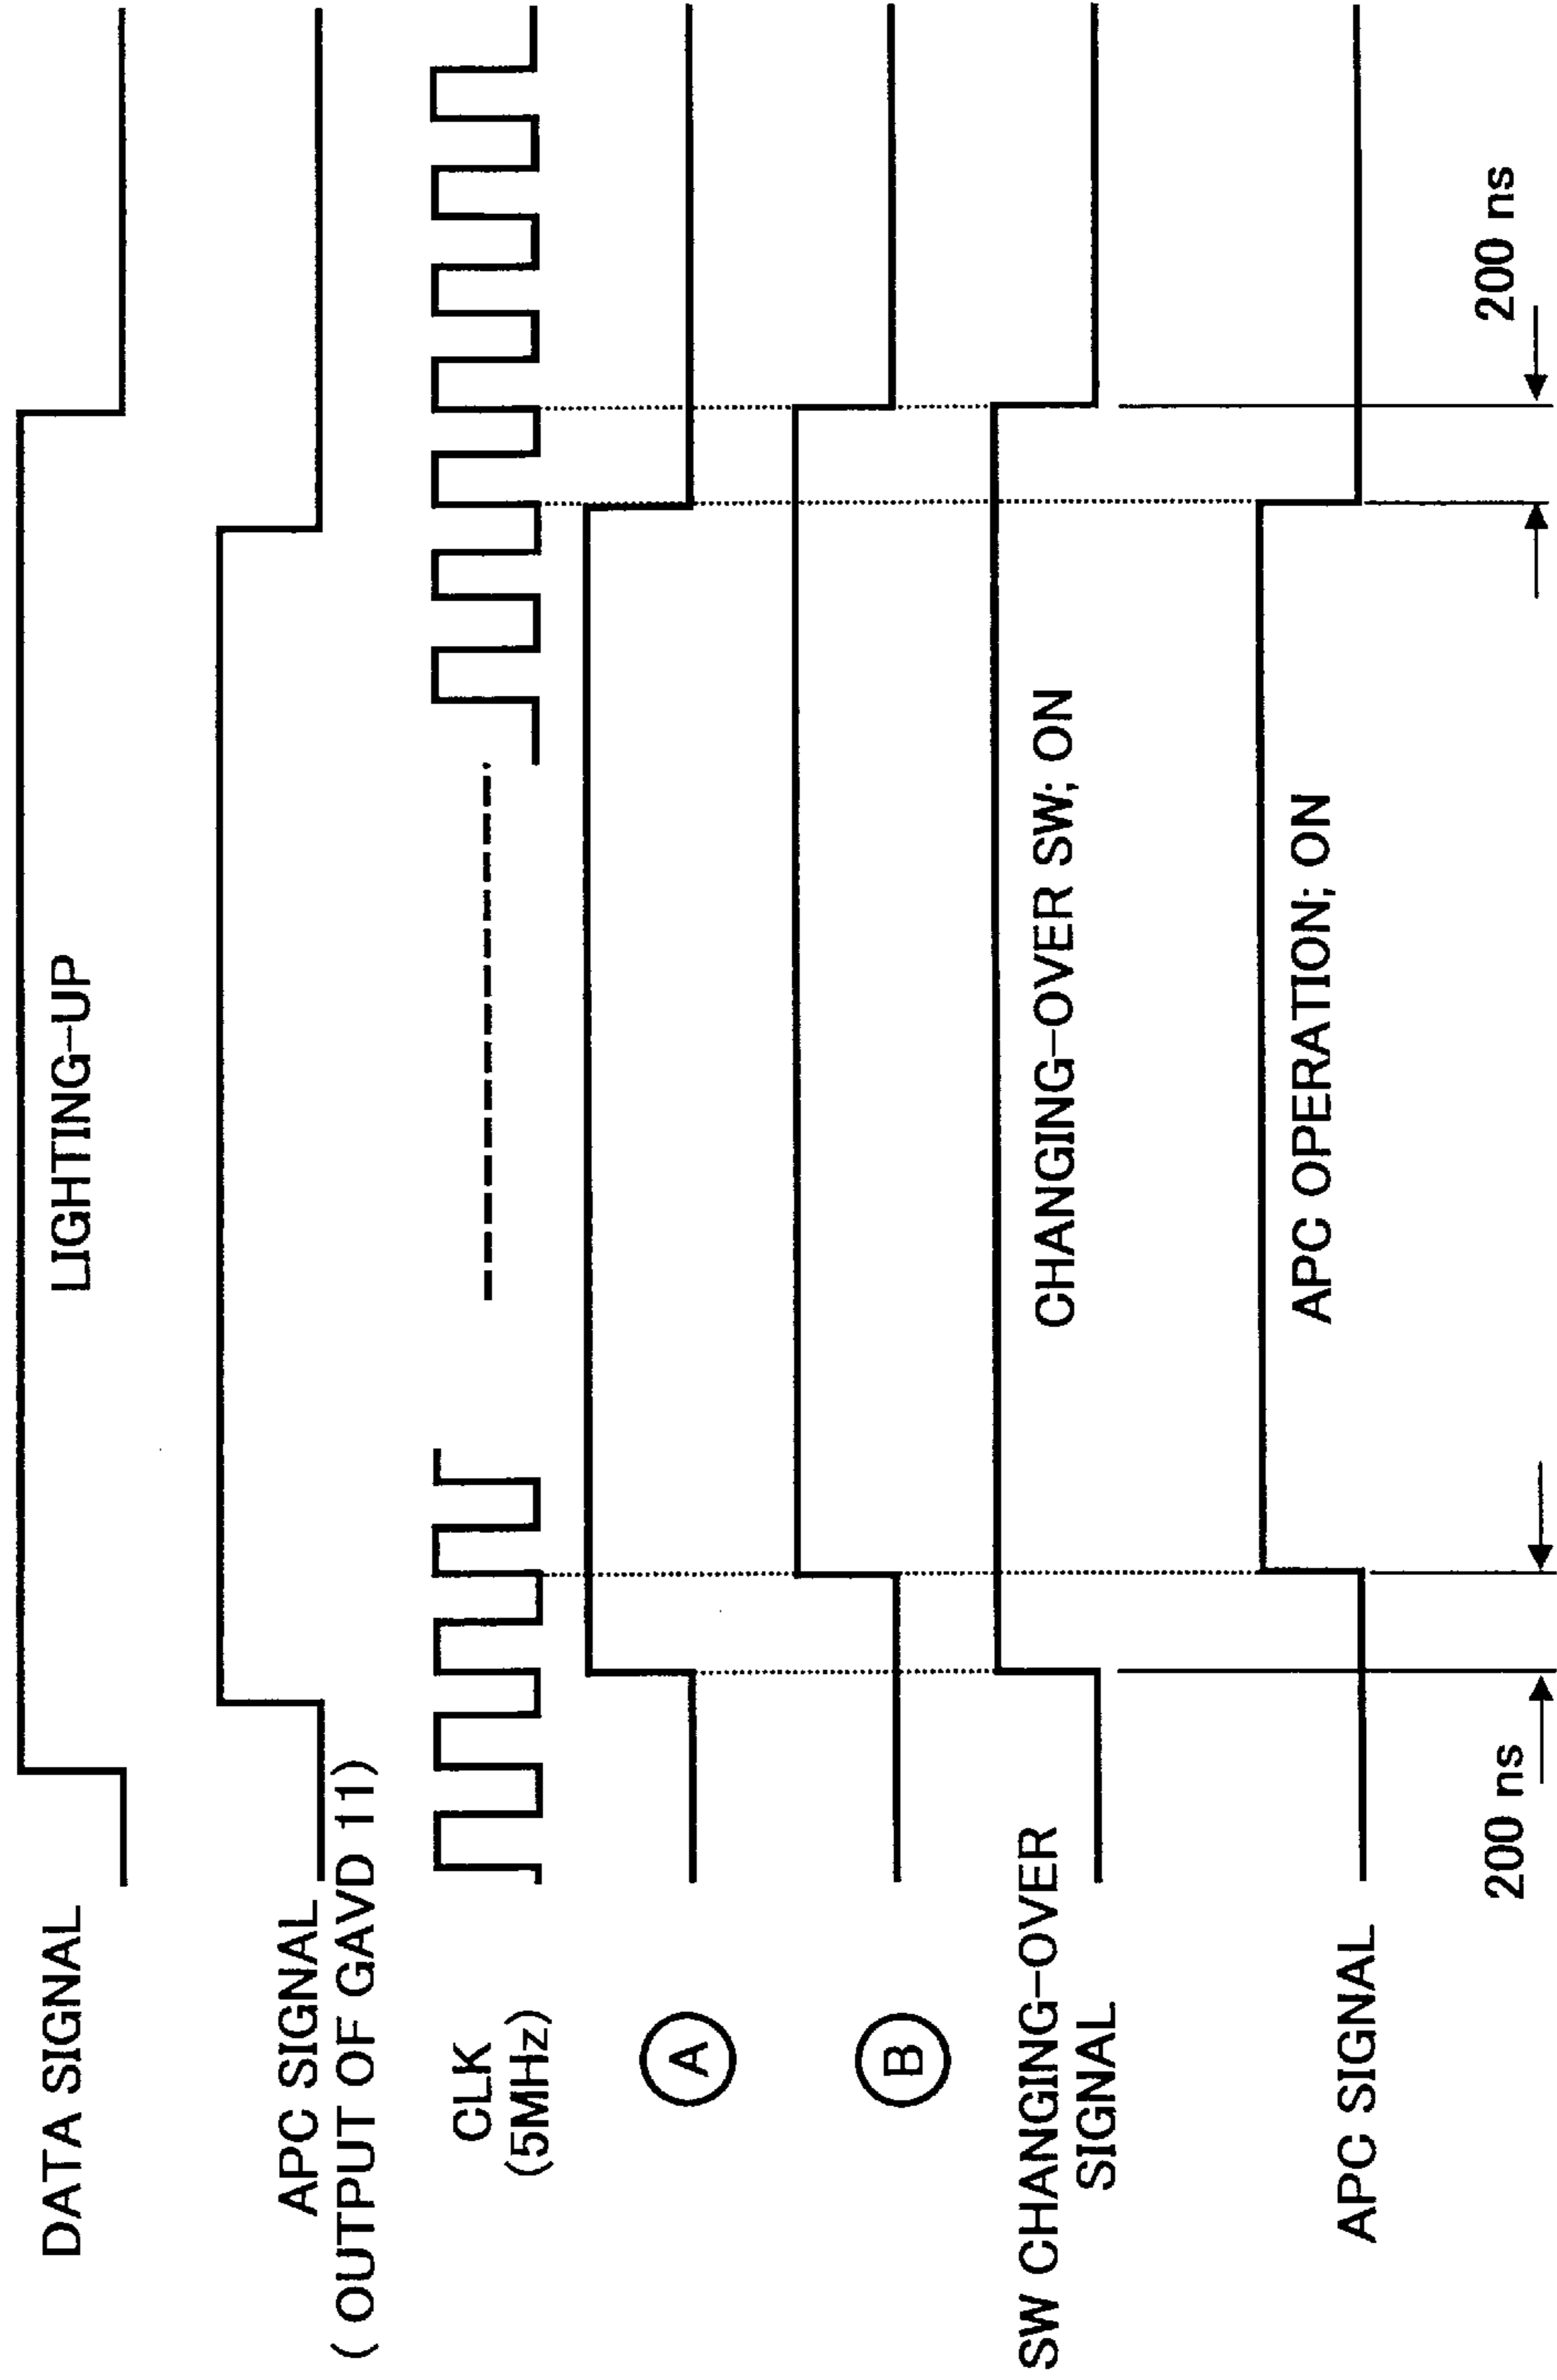 DATA SIGNAL
LIGHTING-UP
APC SIGNAL
( OUTPUT OF GAVD 11)
CLK
(5MHz)
A
B
SW CHANGING-OVER
SIGNAL
CHANGING-OVER SW; ON
APC SIGNAL
APC OPERATION; ON
200 ns
200 ns